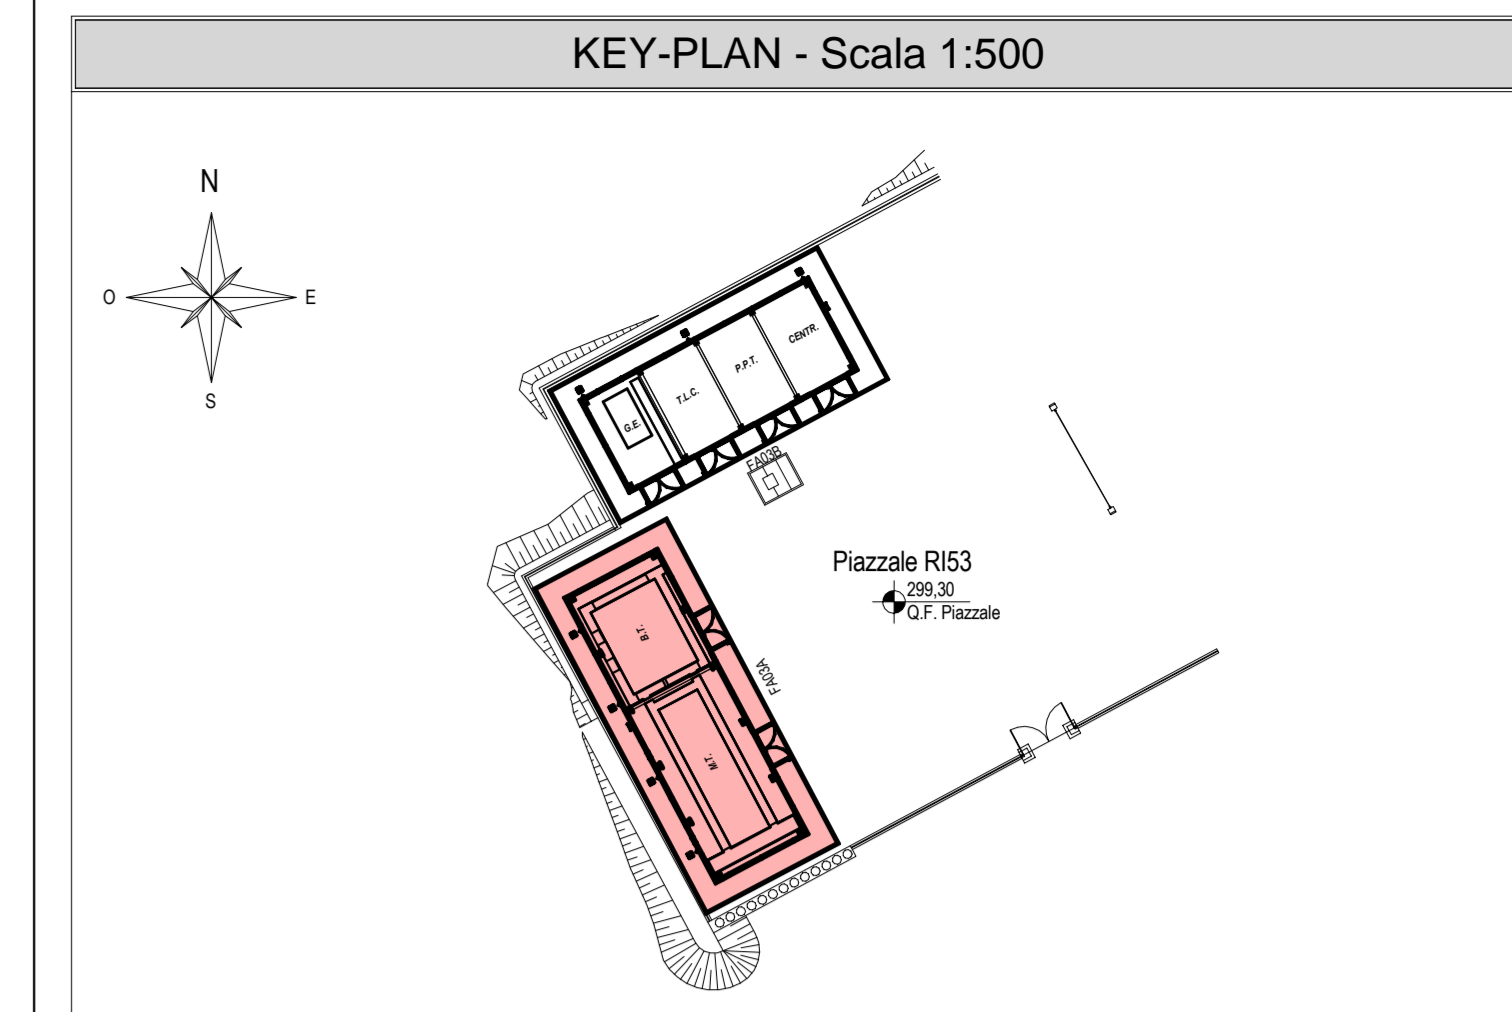 KEY-PLAN - Scala 1:500
N
O
E
S
CENTR.
P.P.T.
T.L.C.
G.E.
FA03B
Piazzale RI53
299,30
Q.F. Piazzale
B.T.
FA03A
M.T.